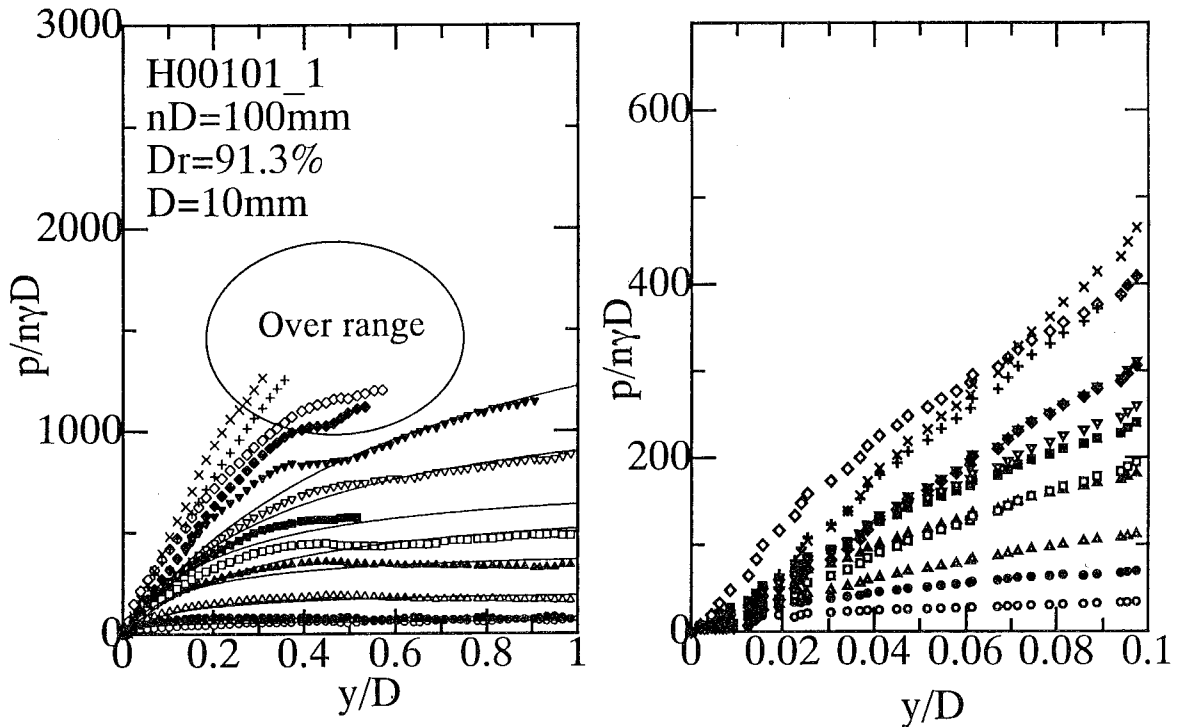 3000
2000
1000
0
p/nγD
H00101_1
nD=100mm
Dr=91.3%
D=10mm
Over range
0 0.2 0.4 0.6 0.8 1
y/D
600
400
200
0
p/nγD
0 0.02 0.04 0.06 0.08 0.1
y/D